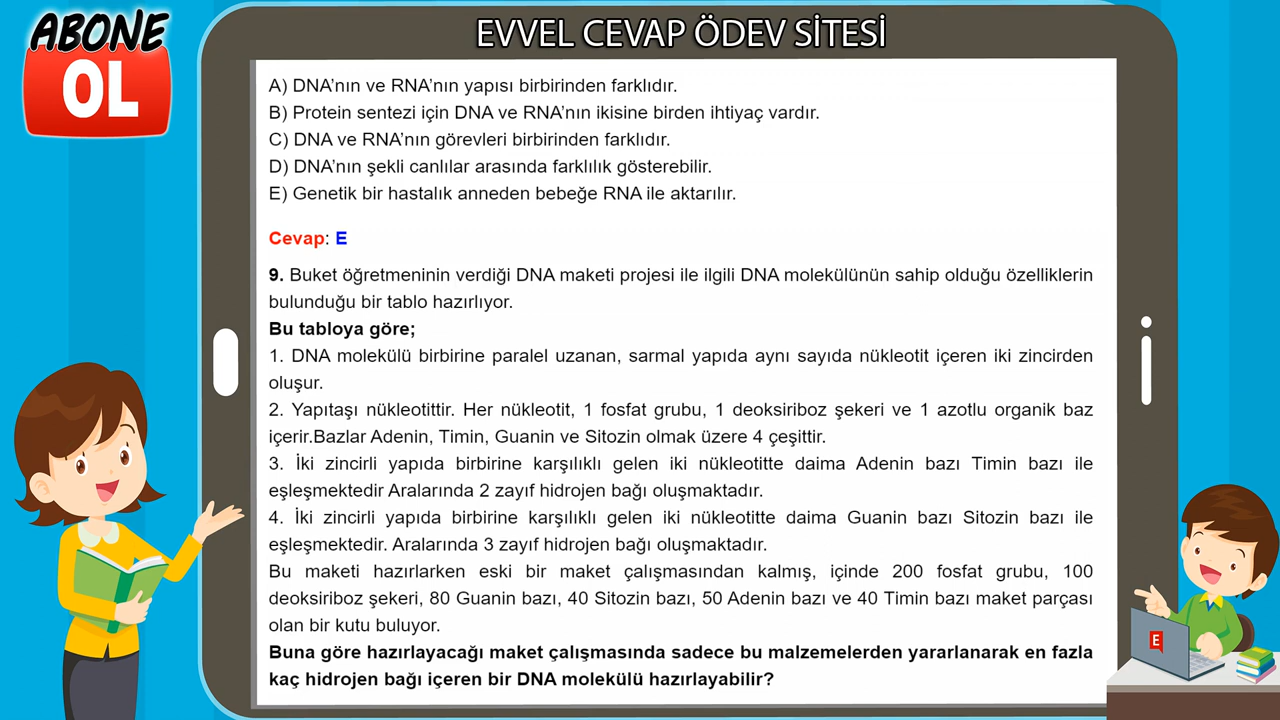 ABONE
OL
EVVEL CEVAP ÖDEV SİTESİ
A) DNA’nın ve RNA’nın yapısı birbirinden farklıdır.
B) Protein sentezi için DNA ve RNA’nın ikisine birden ihtiyaç vardır.
C) DNA ve RNA’nın görevleri birbirinden farklıdır.
D) DNA’nın şekli canlılar arasında farklılık gösterebilir.
E) Genetik bir hastalık anneden bebeğe RNA ile aktarılır.
Cevap: E
9. Buket öğretmeninin verdiği DNA maketi projesi ile ilgili DNA molekülünün sahip olduğu özelliklerin
bulunduğu bir tablo hazırlıyor.
Bu tabloya göre;
1. DNA molekülü birbirine paralel uzanan, sarmal yapıda aynı sayıda nükleotit içeren iki zincirden
oluşur.
2. Yapıtaşı nükleotittir. Her nükleotit, 1 fosfat grubu, 1 deoksiriboz şekeri ve 1 azotlu organik baz
içerir.Bazlar Adenin, Timin, Guanin ve Sitozin olmak üzere 4 çeşittir.
3. İki zincirli yapıda birbirine karşılıklı gelen iki nükleotitte daima Adenin bazı Timin bazı ile
eşleşmektedir Aralarında 2 zayıf hidrojen bağı oluşmaktadır.
4. İki zincirli yapıda birbirine karşılıklı gelen iki nükleotitte daima Guanin bazı Sitozin bazı ile
eşleşmektedir. Aralarında 3 zayıf hidrojen bağı oluşmaktadır.
Bu maketi hazırlarken eski bir maket çalışmasından kalmış, içinde 200 fosfat grubu, 100
deoksiriboz şekeri, 80 Guanin bazı, 40 Sitozin bazı, 50 Adenin bazı ve 40 Timin bazı maket parçası
olan bir kutu buluyor.
Buna göre hazırlayacağı maket çalışmasında sadece bu malzemelerden yararlanarak en fazla
kaç hidrojen bağı içeren bir DNA molekülü hazırlayabilir?
E